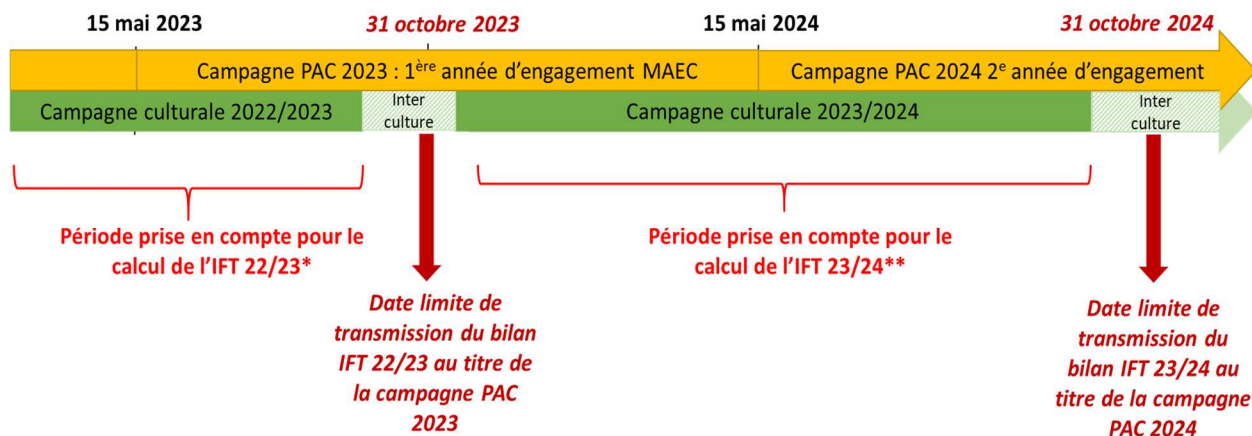 15 mai 2023
31 octobre 2023
15 mai 2024
31 octobre 2024
Campagne PAC 2023 : 1ère année d’engagement MAEC
Campagne PAC 2024 2e année d’engagement
Campagne culturale 2022/2023
Inter
culture
Campagne culturale 2023/2024
Inter
culture
Période prise en compte pour le
calcul de l’IFT 22/23*
Période prise en compte pour le
calcul de l’IFT 23/24**
Date limite de
transmission du bilan
IFT 22/23 au titre de
la campagne PAC
2023
Date limite de
transmission du
bilan IFT 23/24 au
titre de la campagne
PAC 2024